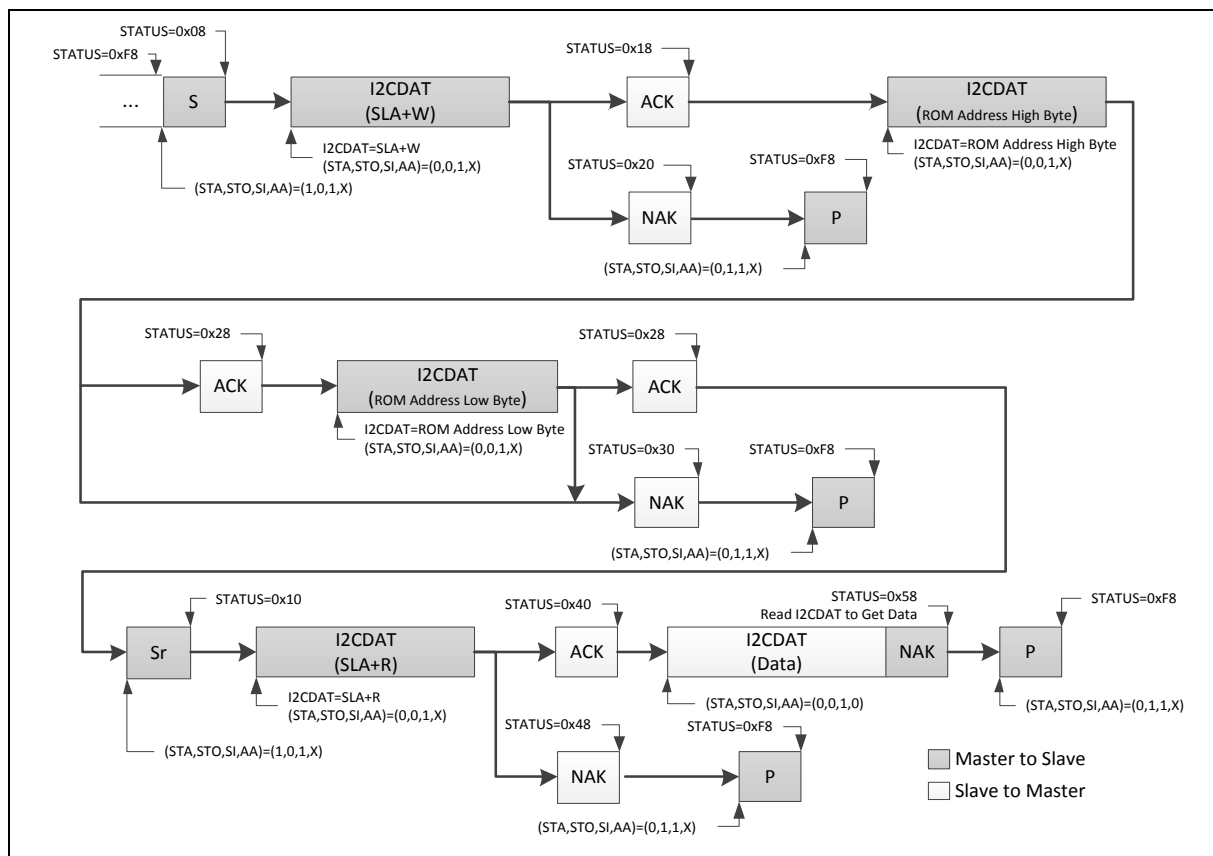 STATUS=0x08
STATUS=0xF8
...
S
I2CDAT
(SLA+W)
I2CDAT=SLA+W
(STA,STO,SI,AA)=(0,0,1,X)
(STA,STO,SI,AA)=(1,0,1,X)
STATUS=0x18
ACK
I2CDAT
(ROM Address High Byte)
I2CDAT=ROM Address High Byte
(STA,STO,SI,AA)=(0,0,1,X)
STATUS=0x20
NAK
STATUS=0xF8
P
(STA,STO,SI,AA)=(0,1,1,X)
STATUS=0x28
ACK
I2CDAT
(ROM Address Low Byte)
I2CDAT=ROM Address Low Byte
(STA,STO,SI,AA)=(0,0,1,X)
STATUS=0x28
ACK
STATUS=0x30
NAK
STATUS=0xF8
P
(STA,STO,SI,AA)=(0,1,1,X)
STATUS=0x10
Sr
(STA,STO,SI,AA)=(1,0,1,X)
I2CDAT
(SLA+R)
I2CDAT=SLA+R
(STA,STO,SI,AA)=(0,0,1,X)
STATUS=0x40
ACK
I2CDAT
(Data)
(STA,STO,SI,AA)=(0,0,1,0)
STATUS=0x58
Read I2CDAT to Get Data
NAK
STATUS=0xF8
P
(STA,STO,SI,AA)=(0,1,1,X)
STATUS=0x48
NAK
STATUS=0xF8
P
(STA,STO,SI,AA)=(0,1,1,X)
Master to Slave
Slave to Master